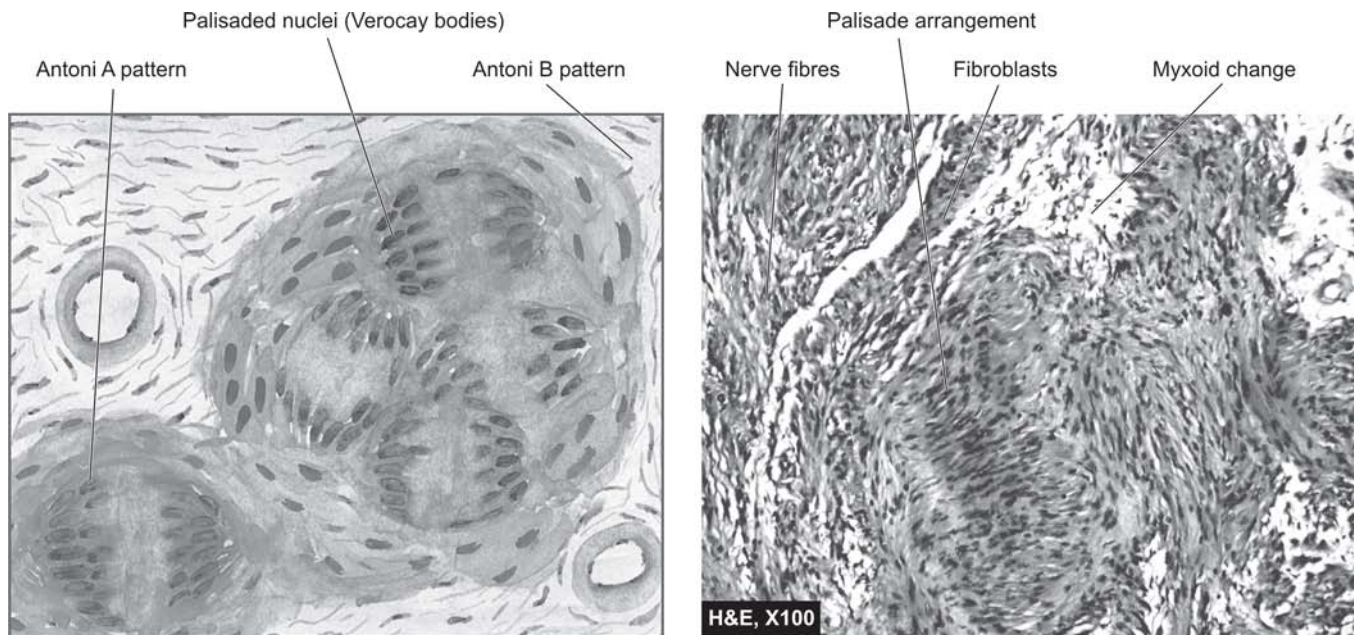 Palisaded nuclei (Verocay bodies)
Antoni A pattern
Antoni B pattern
Palisade arrangement
Nerve fibres
Fibroblasts
Myxoid change
H&E, X100